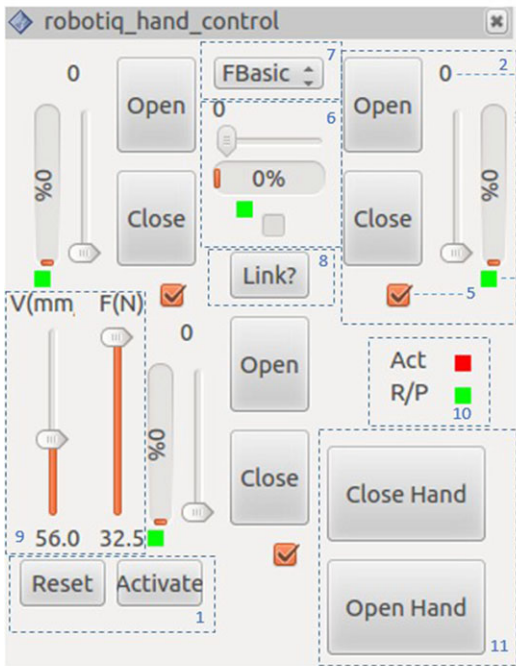 robotiq_hand_control
0
Open
0%
Close
7
FBasic
6
0
0%
Link?
8
Open
0
2
0%
Close
5
V(mm
F(N)
9
56.0
32.5
0
0%
Open
Close
Act
R/P
10
Close Hand
Open Hand
11
Reset
Activate
1